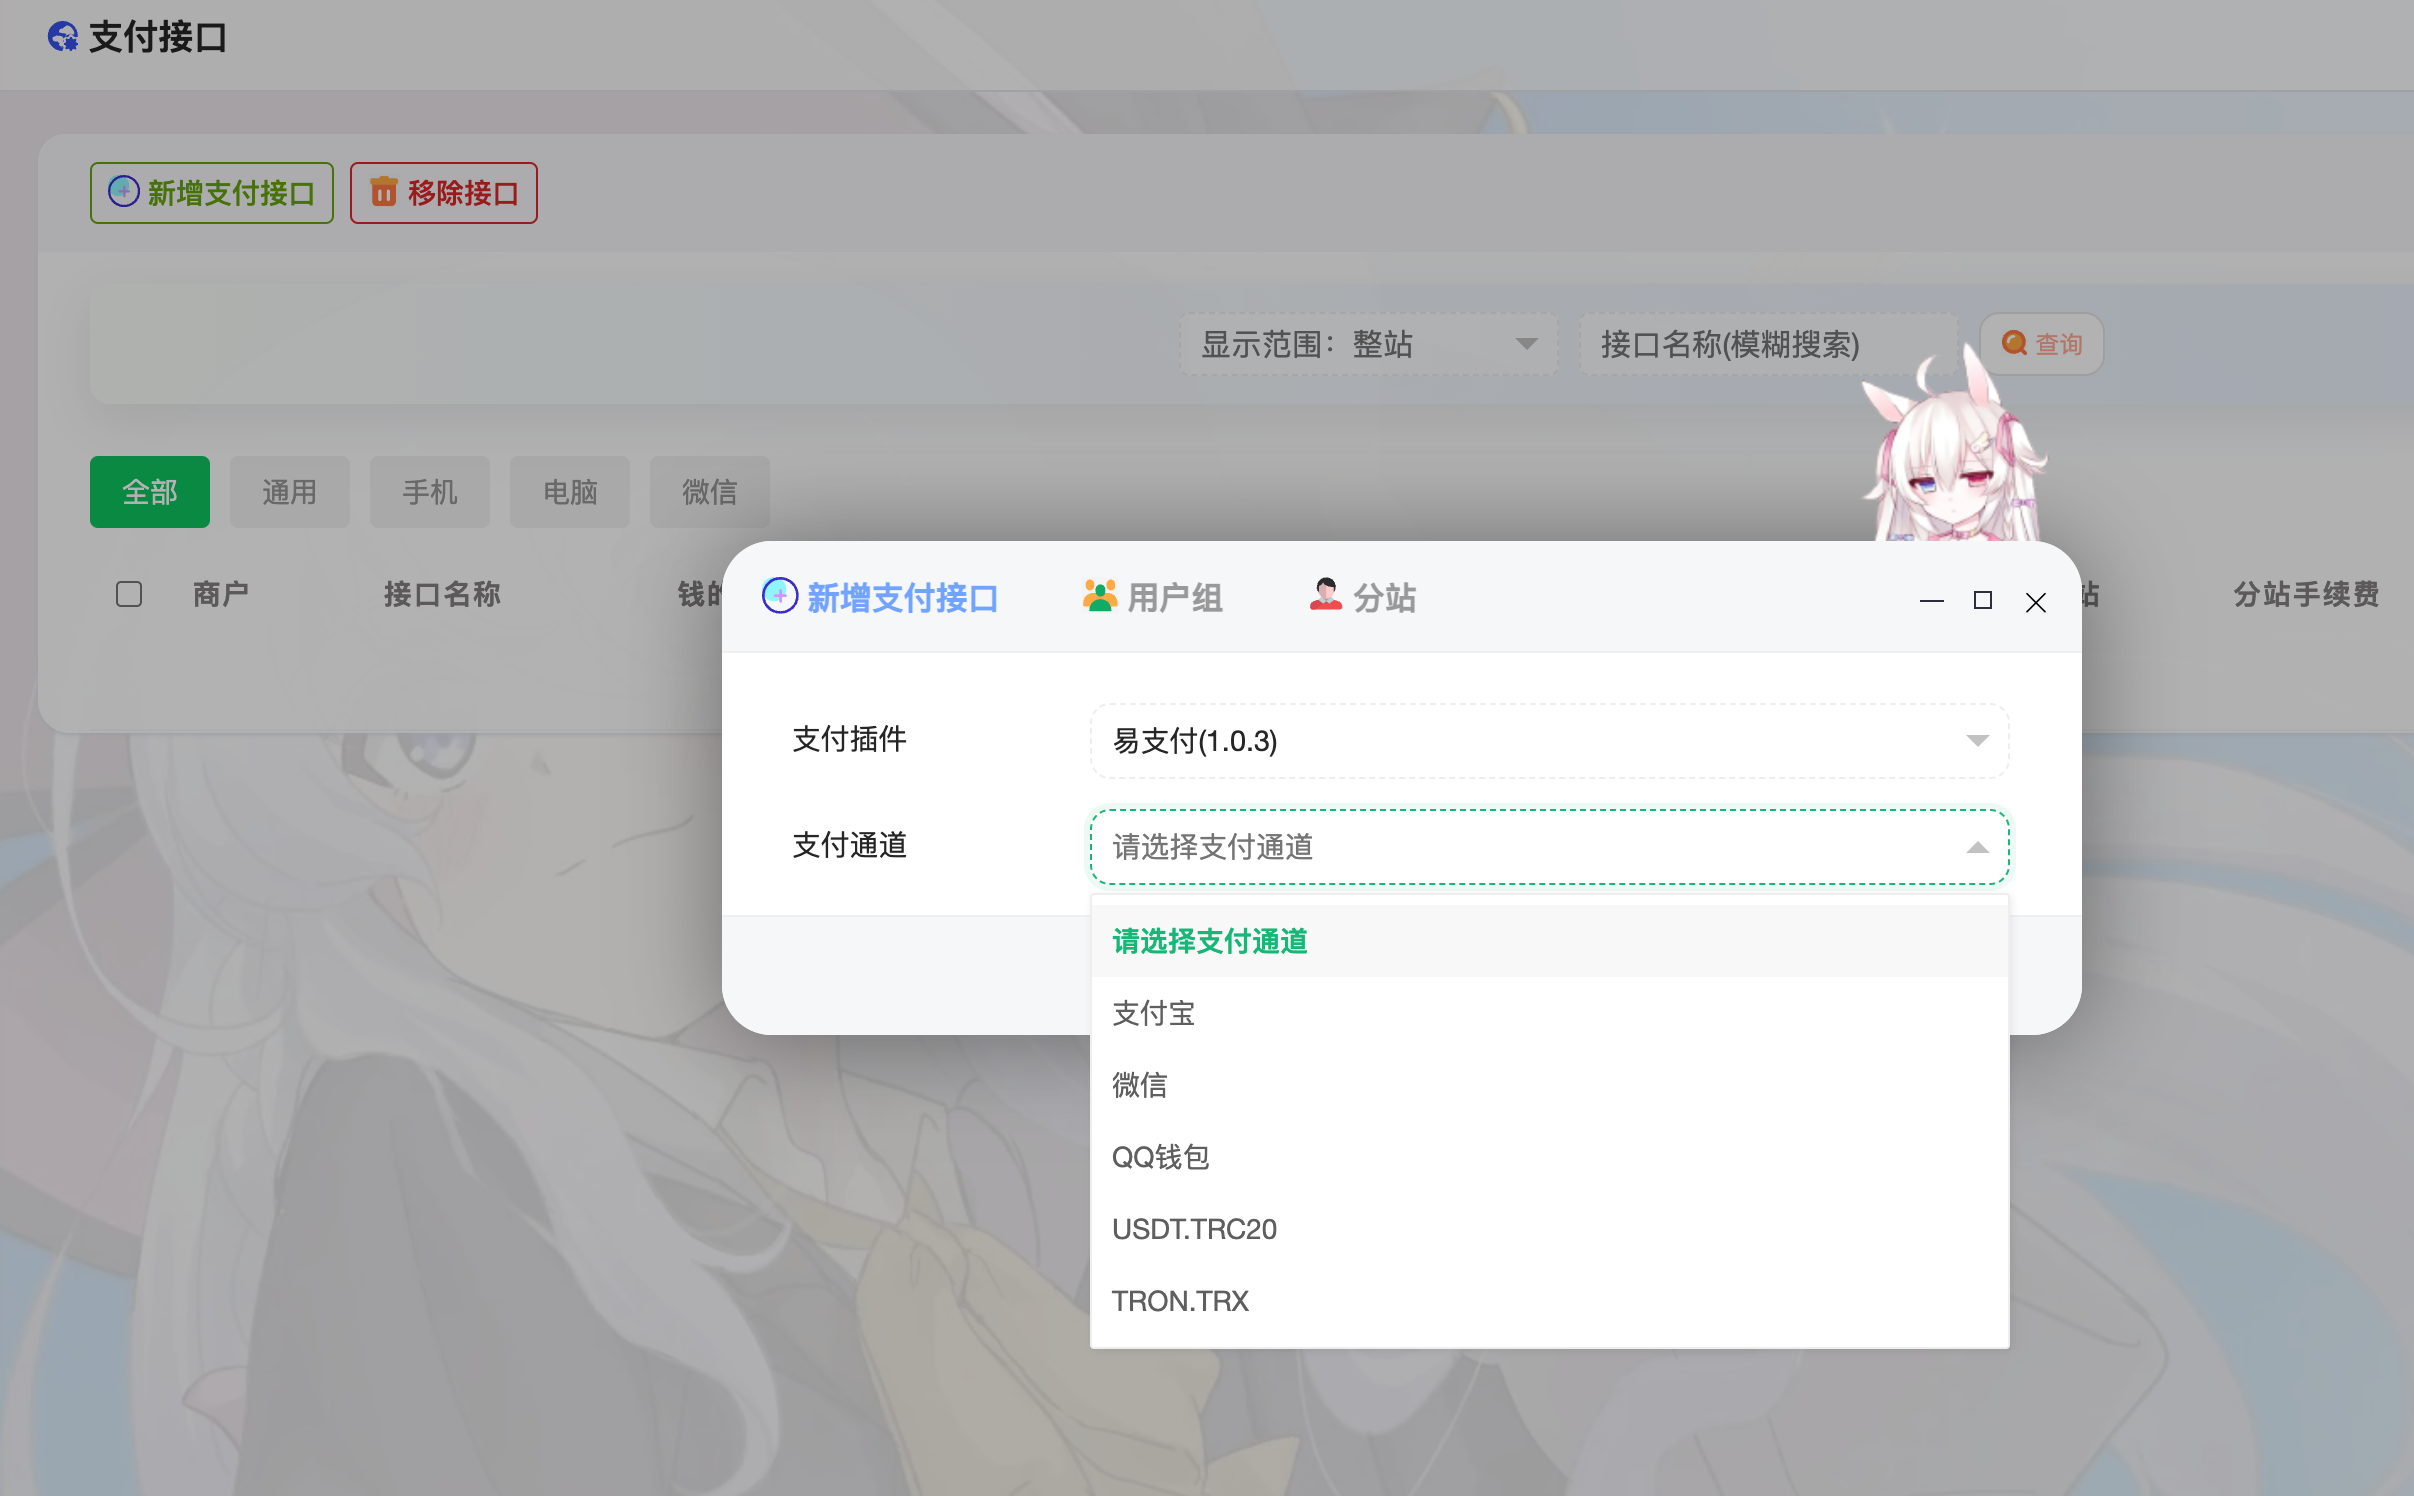 支付接口
新增支付接口 移除接口
显示范围：整站 接口名称(模糊搜索) 查询
全部 通用 手机 电脑 微信
商户 接口名称 钱的 站 分站手续费
新增支付接口 用户组 分站
支付插件 易支付(1.0.3)
支付通道 请选择支付通道
请选择支付通道
支付宝
微信
QQ钱包
USDT.TRC20
TRON.TRX